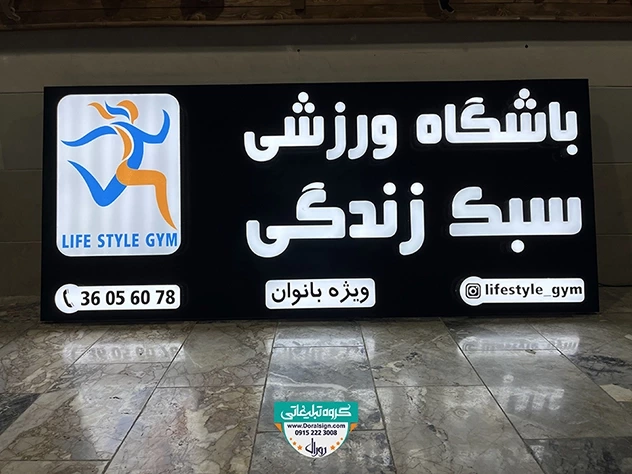 باشگاه ورزشی
سبک زندگی
LIFE STYLE GYM
36 05 60 78
ویژه بانوان
lifestyle_gym
گروه تبلیغاتی
www.Doralsign.com
0915 222 3008
دورال